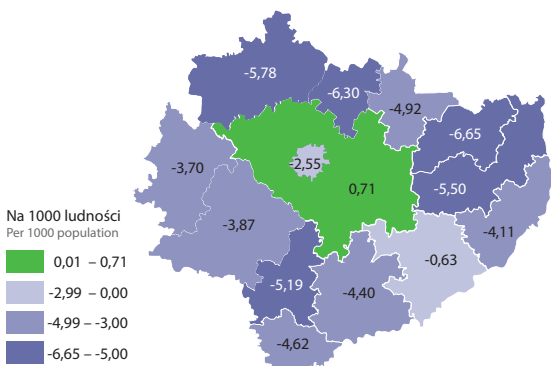 -5,78
-6,30
-4,92
-6,65
-3,70
-2,55
0,71
-5,50
-3,87
-4,11
-0,63
-5,19
-4,40
-4,62
Na 1000 ludności
Per 1000 population
0,01 – 0,71
-2,99 – 0,00
-4,99 – -3,00
-6,65 – -5,00